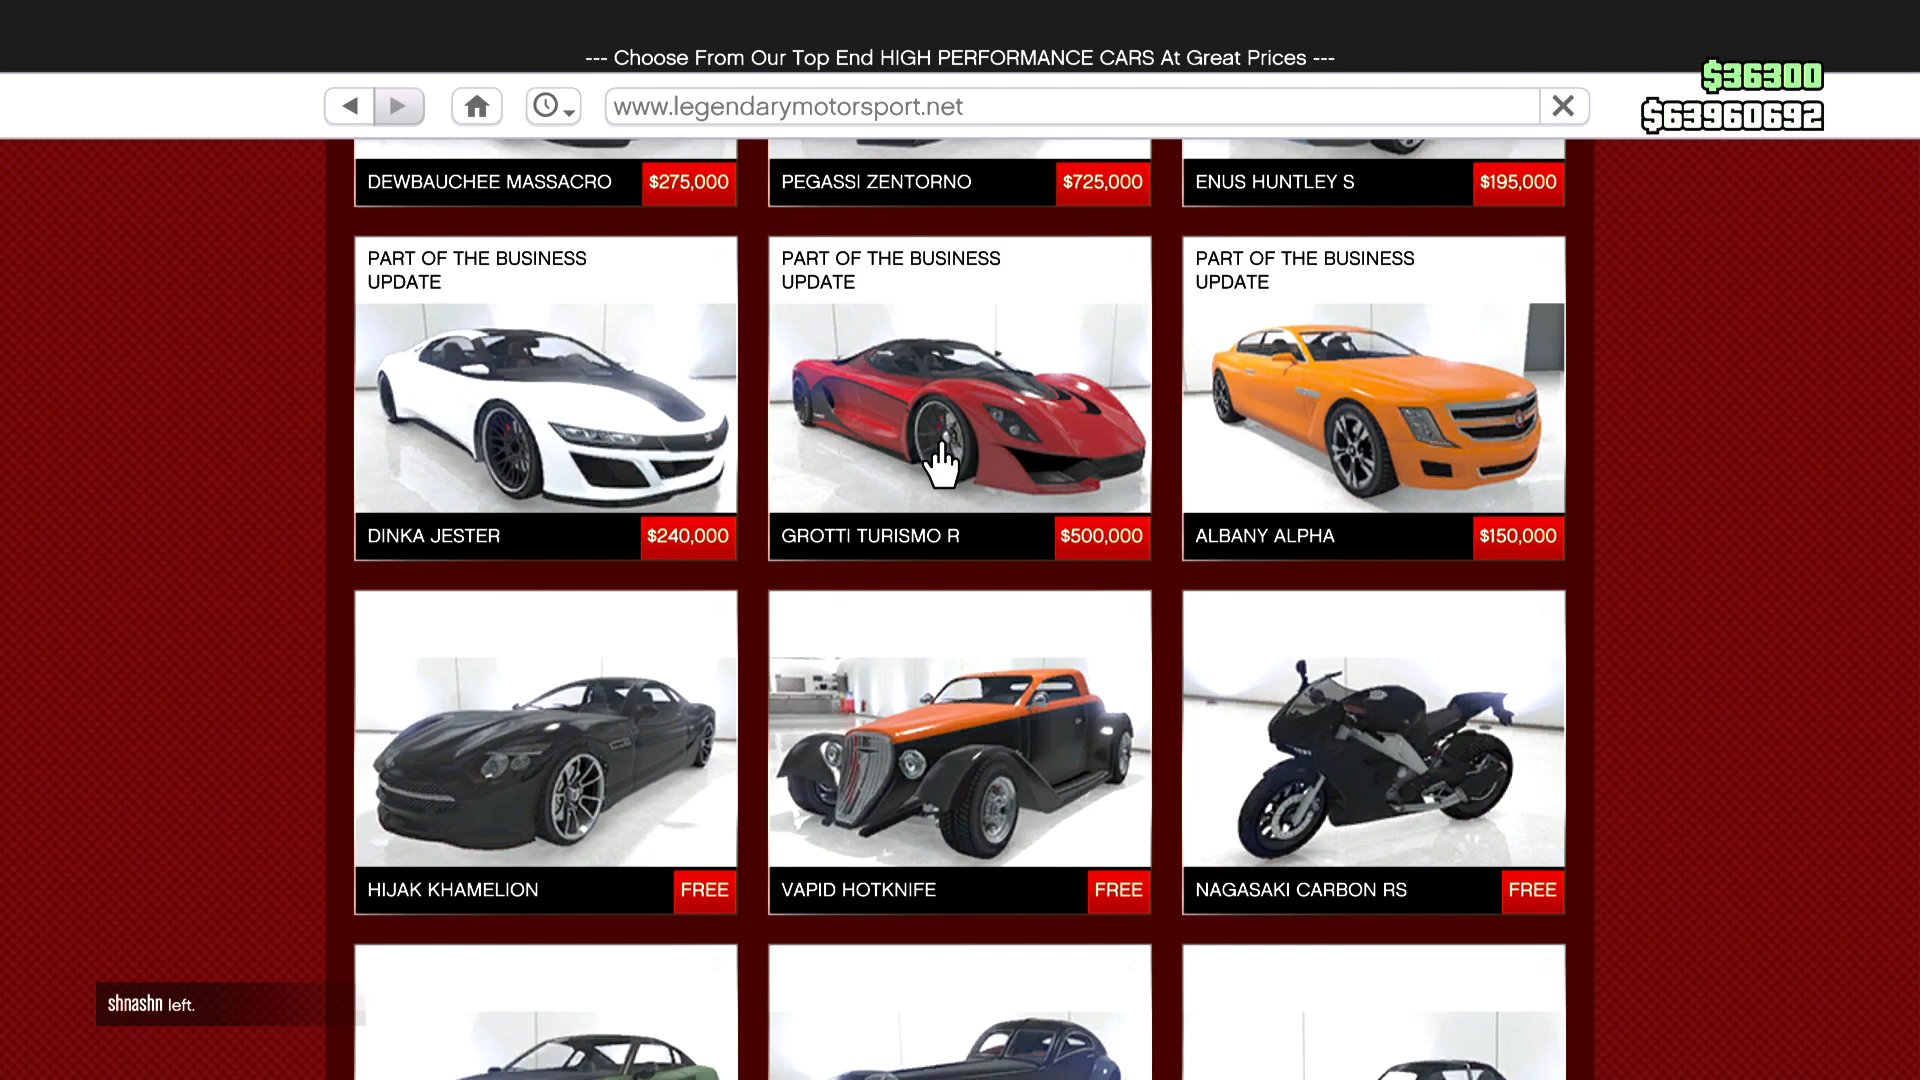 --- Choose From Our Top End HIGH PERFORMANCE CARS At Great Prices ---
$36300
www.legendarymotorsport.net
$63960692
DEWBAUCHEE MASSACRO $275,000
PEGASSI ZENTORNO $725,000
ENUS HUNTLEY S $195,000
PART OF THE BUSINESS
UPDATE
DINKA JESTER $240,000
PART OF THE BUSINESS
UPDATE
GROTTI TURISMO R $500,000
PART OF THE BUSINESS
UPDATE
ALBANY ALPHA $150,000
HIJAK KHAMELION FREE
VAPID HOTKNIFE FREE
NAGASAKI CARBON RS FREE
shnashn left.